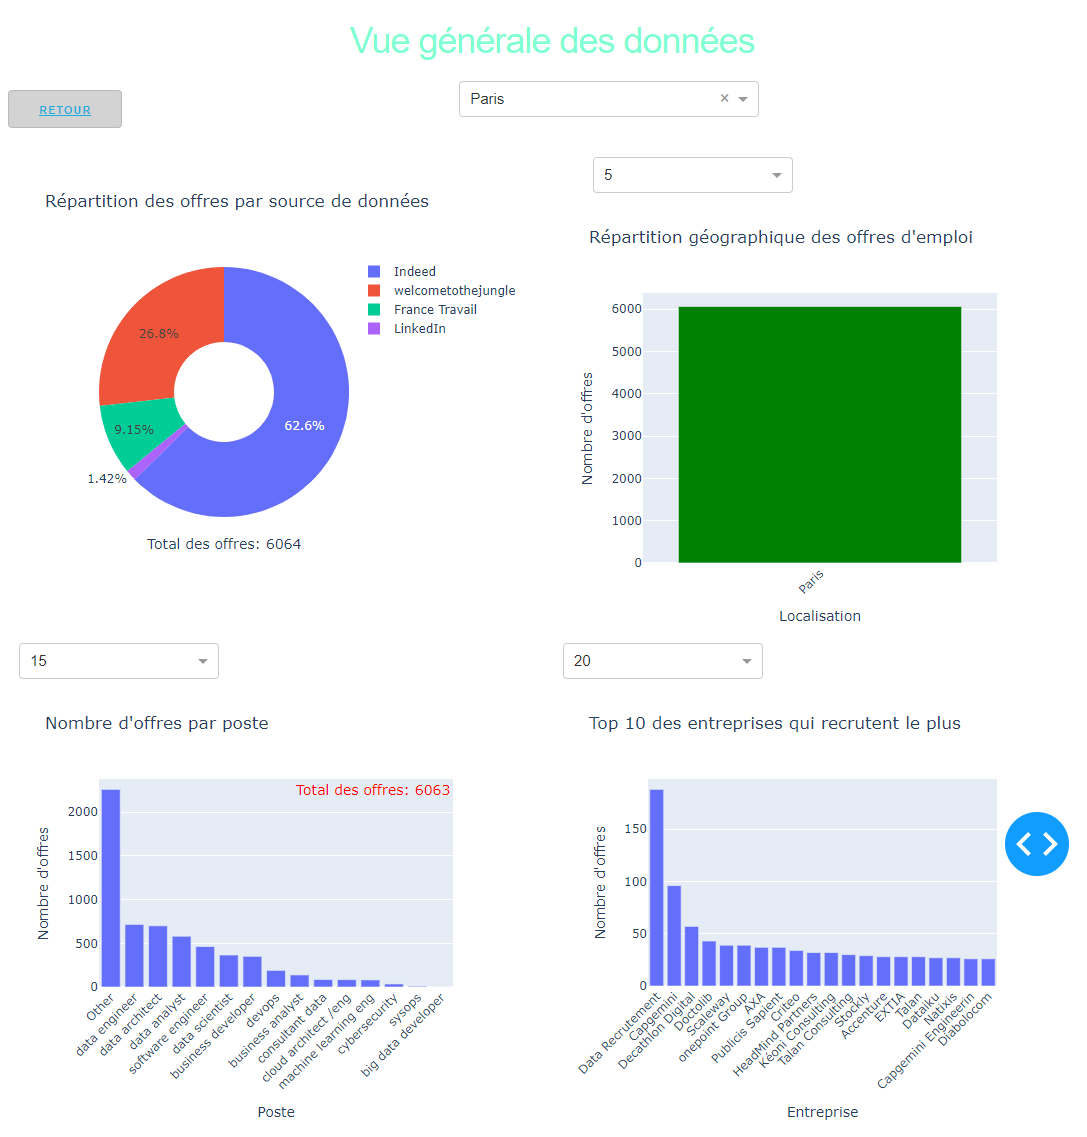 Vue générale des données
RETOUR
Paris
5
Répartition des offres par source de données
Indeed
welcometothejungle
France Travail
LinkedIn
26.8%
9.15%
62.6%
1.42%
Total des offres: 6064
Répartition géographique des offres d'emploi
6000
5000
4000
3000
2000
1000
0
Nombre d'offres
Paris
Localisation
15
Nombre d'offres par poste
Total des offres: 6063
2000
1500
1000
500
0
Nombre d'offres
Other
data engineer
data architect
data analyst
software engineer
data scientist
business developer
devops
business analyst
consultant data
cloud architect /eng
machine learning eng
cybersecurity
sysops
big data developer
Poste
20
Top 10 des entreprises qui recrutent le plus
150
100
50
0
Nombre d'offres
Data Recrutement
Capgemini
Decathlon Digital
Doctolib
Scaleway
onepoint Group
AXA
Publicis Sapient
Criteo
HeadMind Partners
Kéoni Consulting
Talan Consulting
Stockly
Accenture
EXTIA
Talan
Dataiku
Natixis
Capgemini Engineerin
Diabolocom
Entreprise